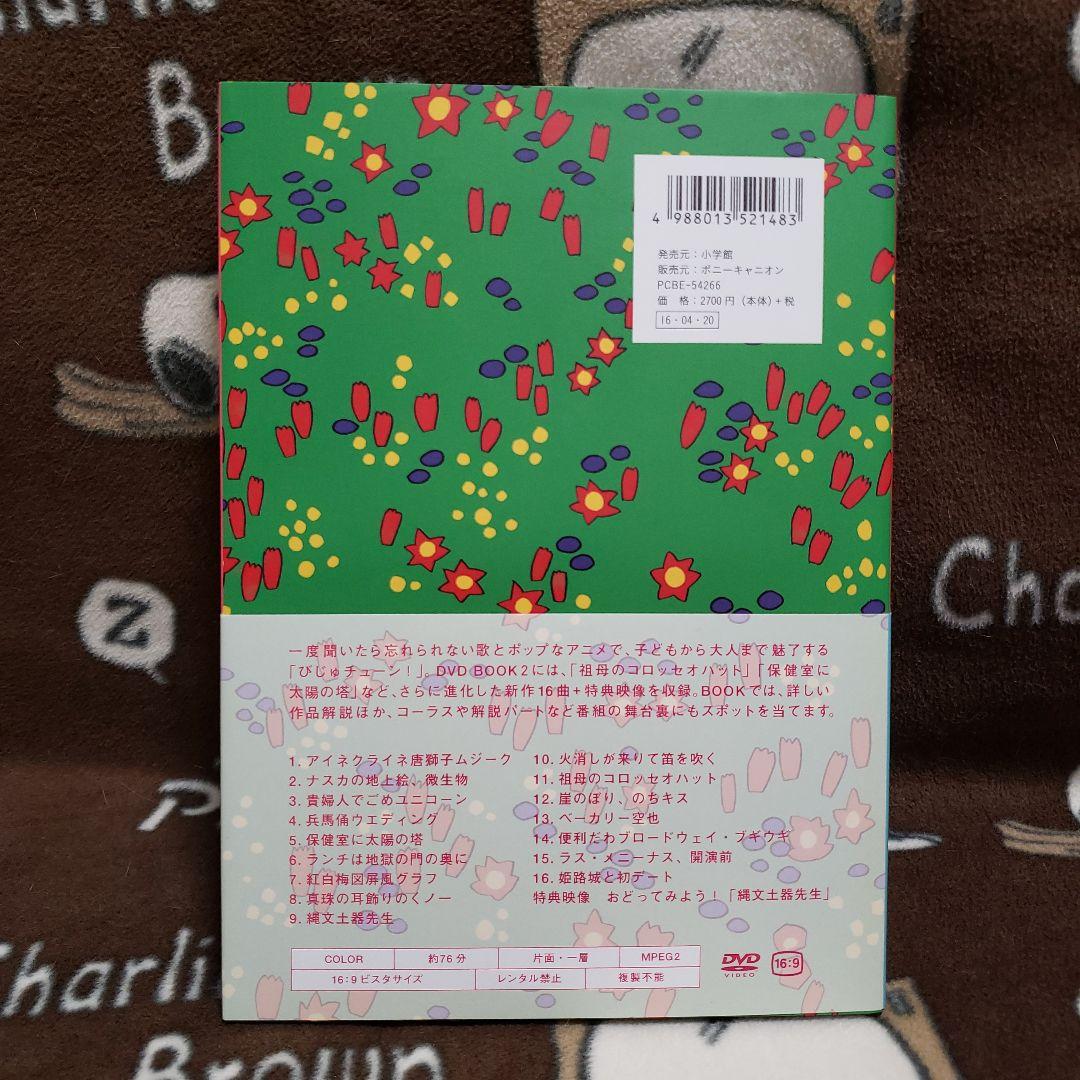 Charlie
B
4 988013 521483
発売元：小学館
販売元：ポニーキャニオン
PCBE-54266
価　格：2700円（本体）+税
16・04・20
Z
Cha
一度聞いたら忘れられない歌とポップなアニメで、子どもから大人まで魅了する
「びじゅチューン！」。DVD BOOK2には、「祖母のコロッセオハット」「保健室に
太陽の塔」など、さらに進化した新作16曲+特典映像を収録。BOOKでは、詳しい
作品解説ほか、コーラスや解説パートなど番組の舞台裏にもスポットを当てます。
1. アイネクライネ唐獅子ムジーク
2. ナスカの地上絵、微生物
3. 貴婦人でごめユニコーン
4. 兵馬俑ウエディング
5. 保健室に太陽の塔
6. ランチは地獄の門の奥に
7. 紅白梅図屏風グラフ
8. 真珠の耳飾りのくノ一
9. 縄文土器先生
10. 火消しが来りて笛を吹く
11. 祖母のコロッセオハット
12. 崖のぼり、のちキス
13. ベーカリー空也
14. 便利だわブロードウェイ・ブギウギ
15. ラス・メニーナス、開演前
16. 姫路城と初デート
特典映像　おどってみよう！「縄文土器先生」
COLOR 約76分 片面・一層 MPEG2
16:9ビスタサイズ レンタル禁止 複製不能
DVD VIDEO
16:9
Charlie
Brown